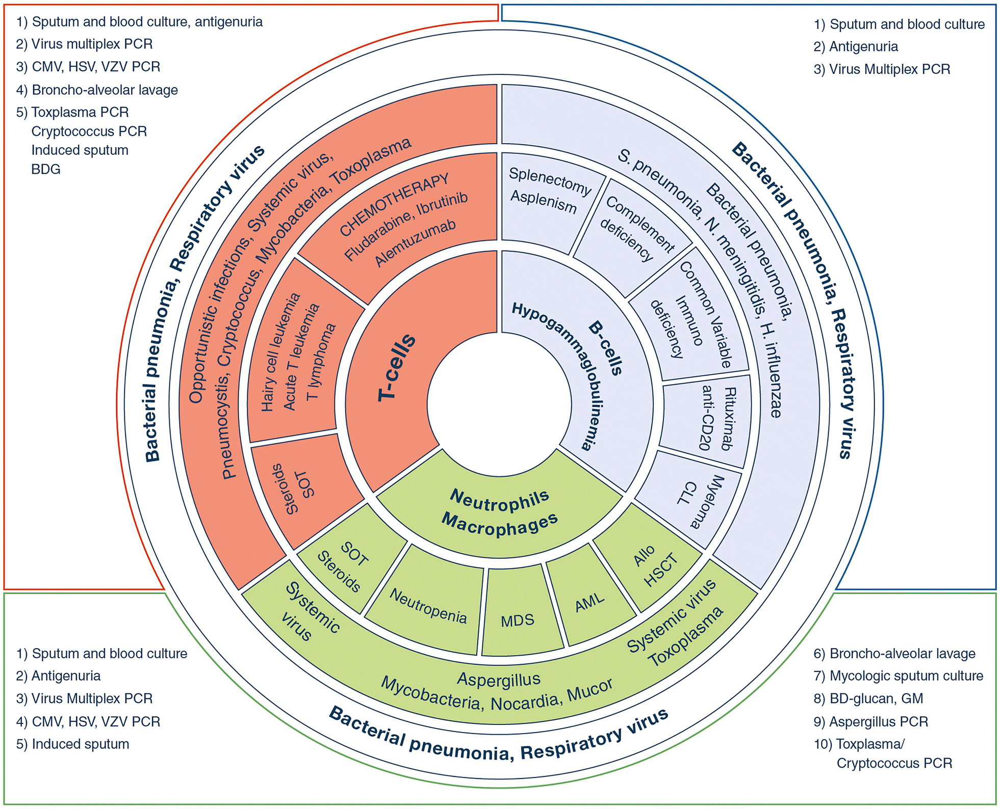 1) Sputum and blood culture, antigenuria
2) Virus multiplex PCR
3) CMV, HSV, VZV PCR
4) Broncho-alveolar lavage
5) Toxplasma PCR
Cryptococcus PCR
Induced sputum
BDG
1) Sputum and blood culture
2) Antigenuria
3) Virus Multiplex PCR
Bacterial pneumonia, Respiratory virus
Opportunistic infections, Systemic virus,
Pneumocystis, Cryptococcus, Mycobacteria, Toxoplasma
CHEMOTHERAPY
Fludarabine, Ibrutinib
Alemtuzumab
Hairy cell leukemia
Acute T leukemia
T lymphoma
Steroids
SOT
T-cells
Bacterial pneumonia, Respiratory virus
Bacterial pneumonia,
S. pneumonia, N. meningitidis, H. influenzae
Splenectomy
Asplenism
Complement
deficiency
Common Variable
Immuno
deficiency
Rituximab
anti-CD20
Myeloma
CLL
B-cells
Hypogammaglobulinemia
Neutrophils
Macrophages
SOT
Steroids
Neutropenia
MDS
AML
Allo
HSCT
Systemic
virus
Aspergillus
Mycobacteria, Nocardia, Mucor
Systemic virus
Toxoplasma
Bacterial pneumonia, Respiratory virus
1) Sputum and blood culture
2) Antigenuria
3) Virus Multiplex PCR
4) CMV, HSV, VZV PCR
5) Induced sputum
6) Broncho-alveolar lavage
7) Mycologic sputum culture
8) BD-glucan, GM
9) Aspergillus PCR
10) Toxplasma/
Cryptococcus PCR